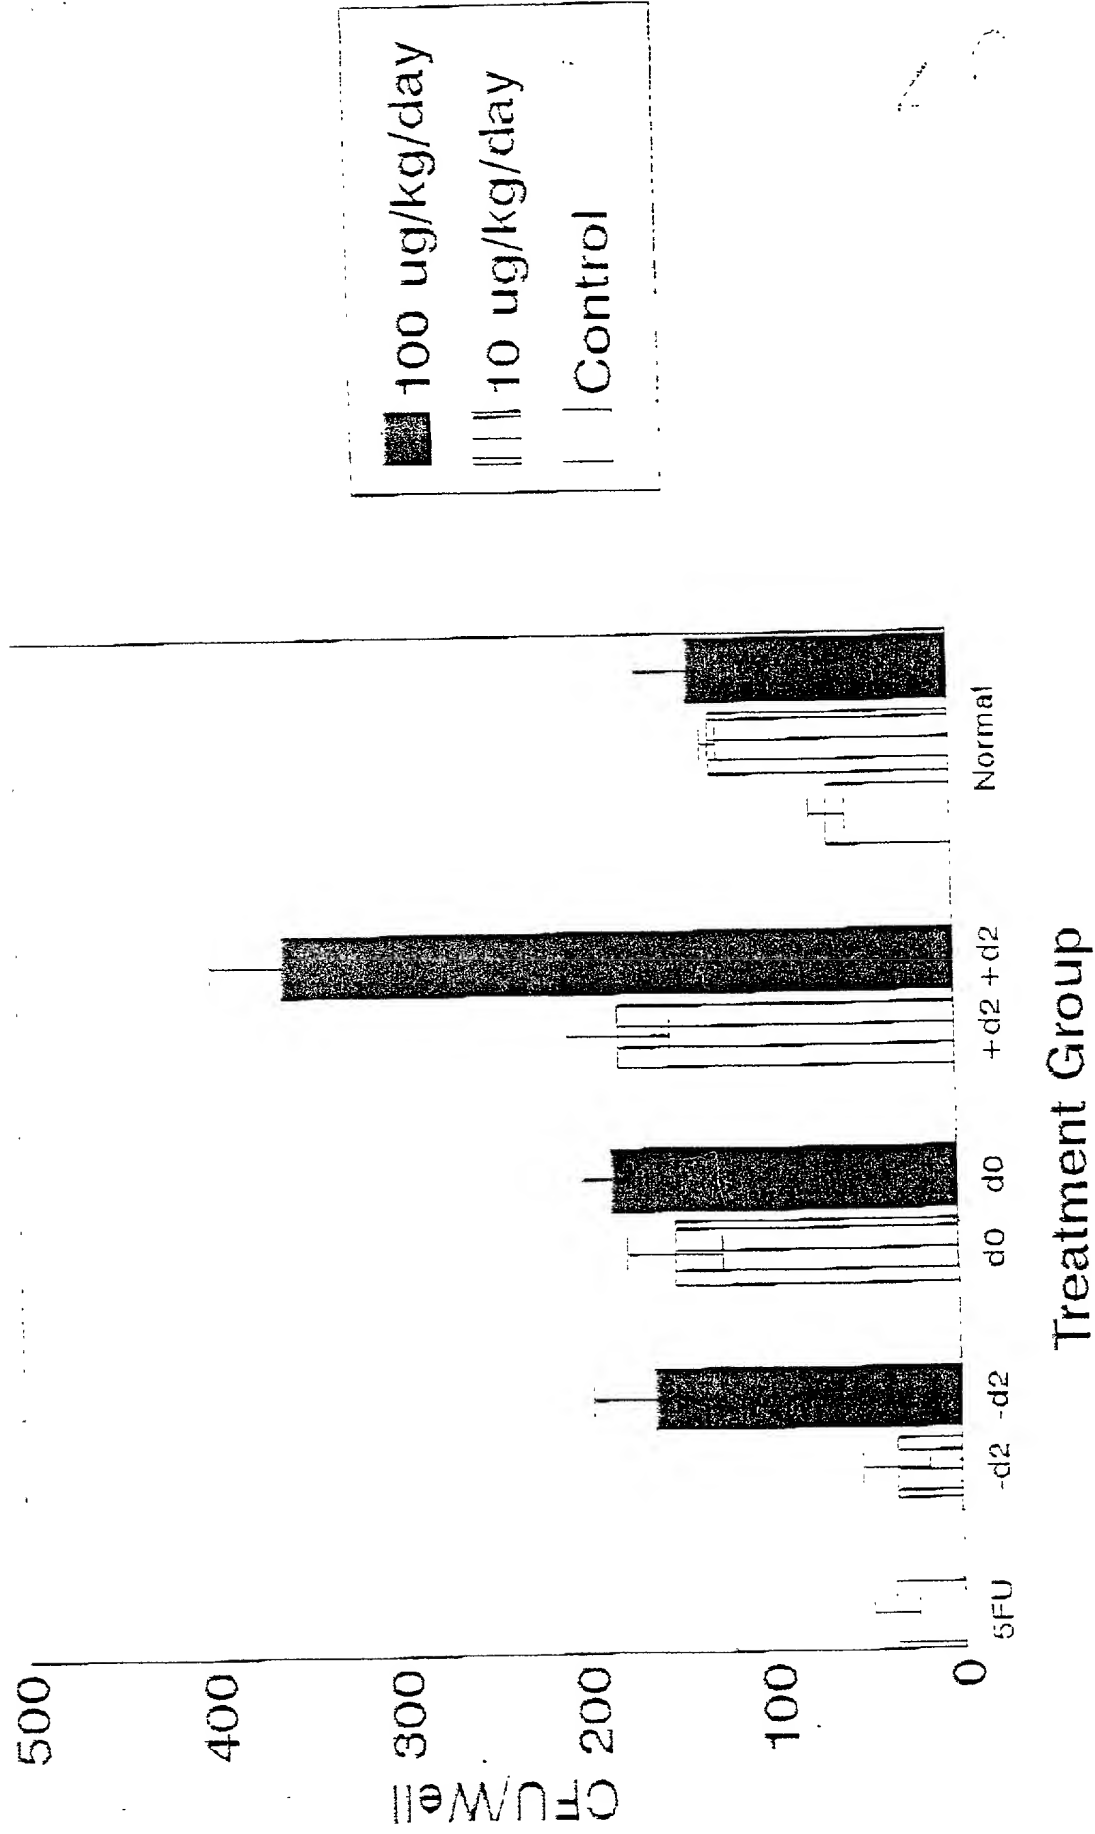 CFU/Well
500
400
300
200
100
0
5FU
-d2
-d2
d0
d0
+d2
+d2
Normal
Treatment Group
100 ug/kg/day
10 ug/kg/day
Control